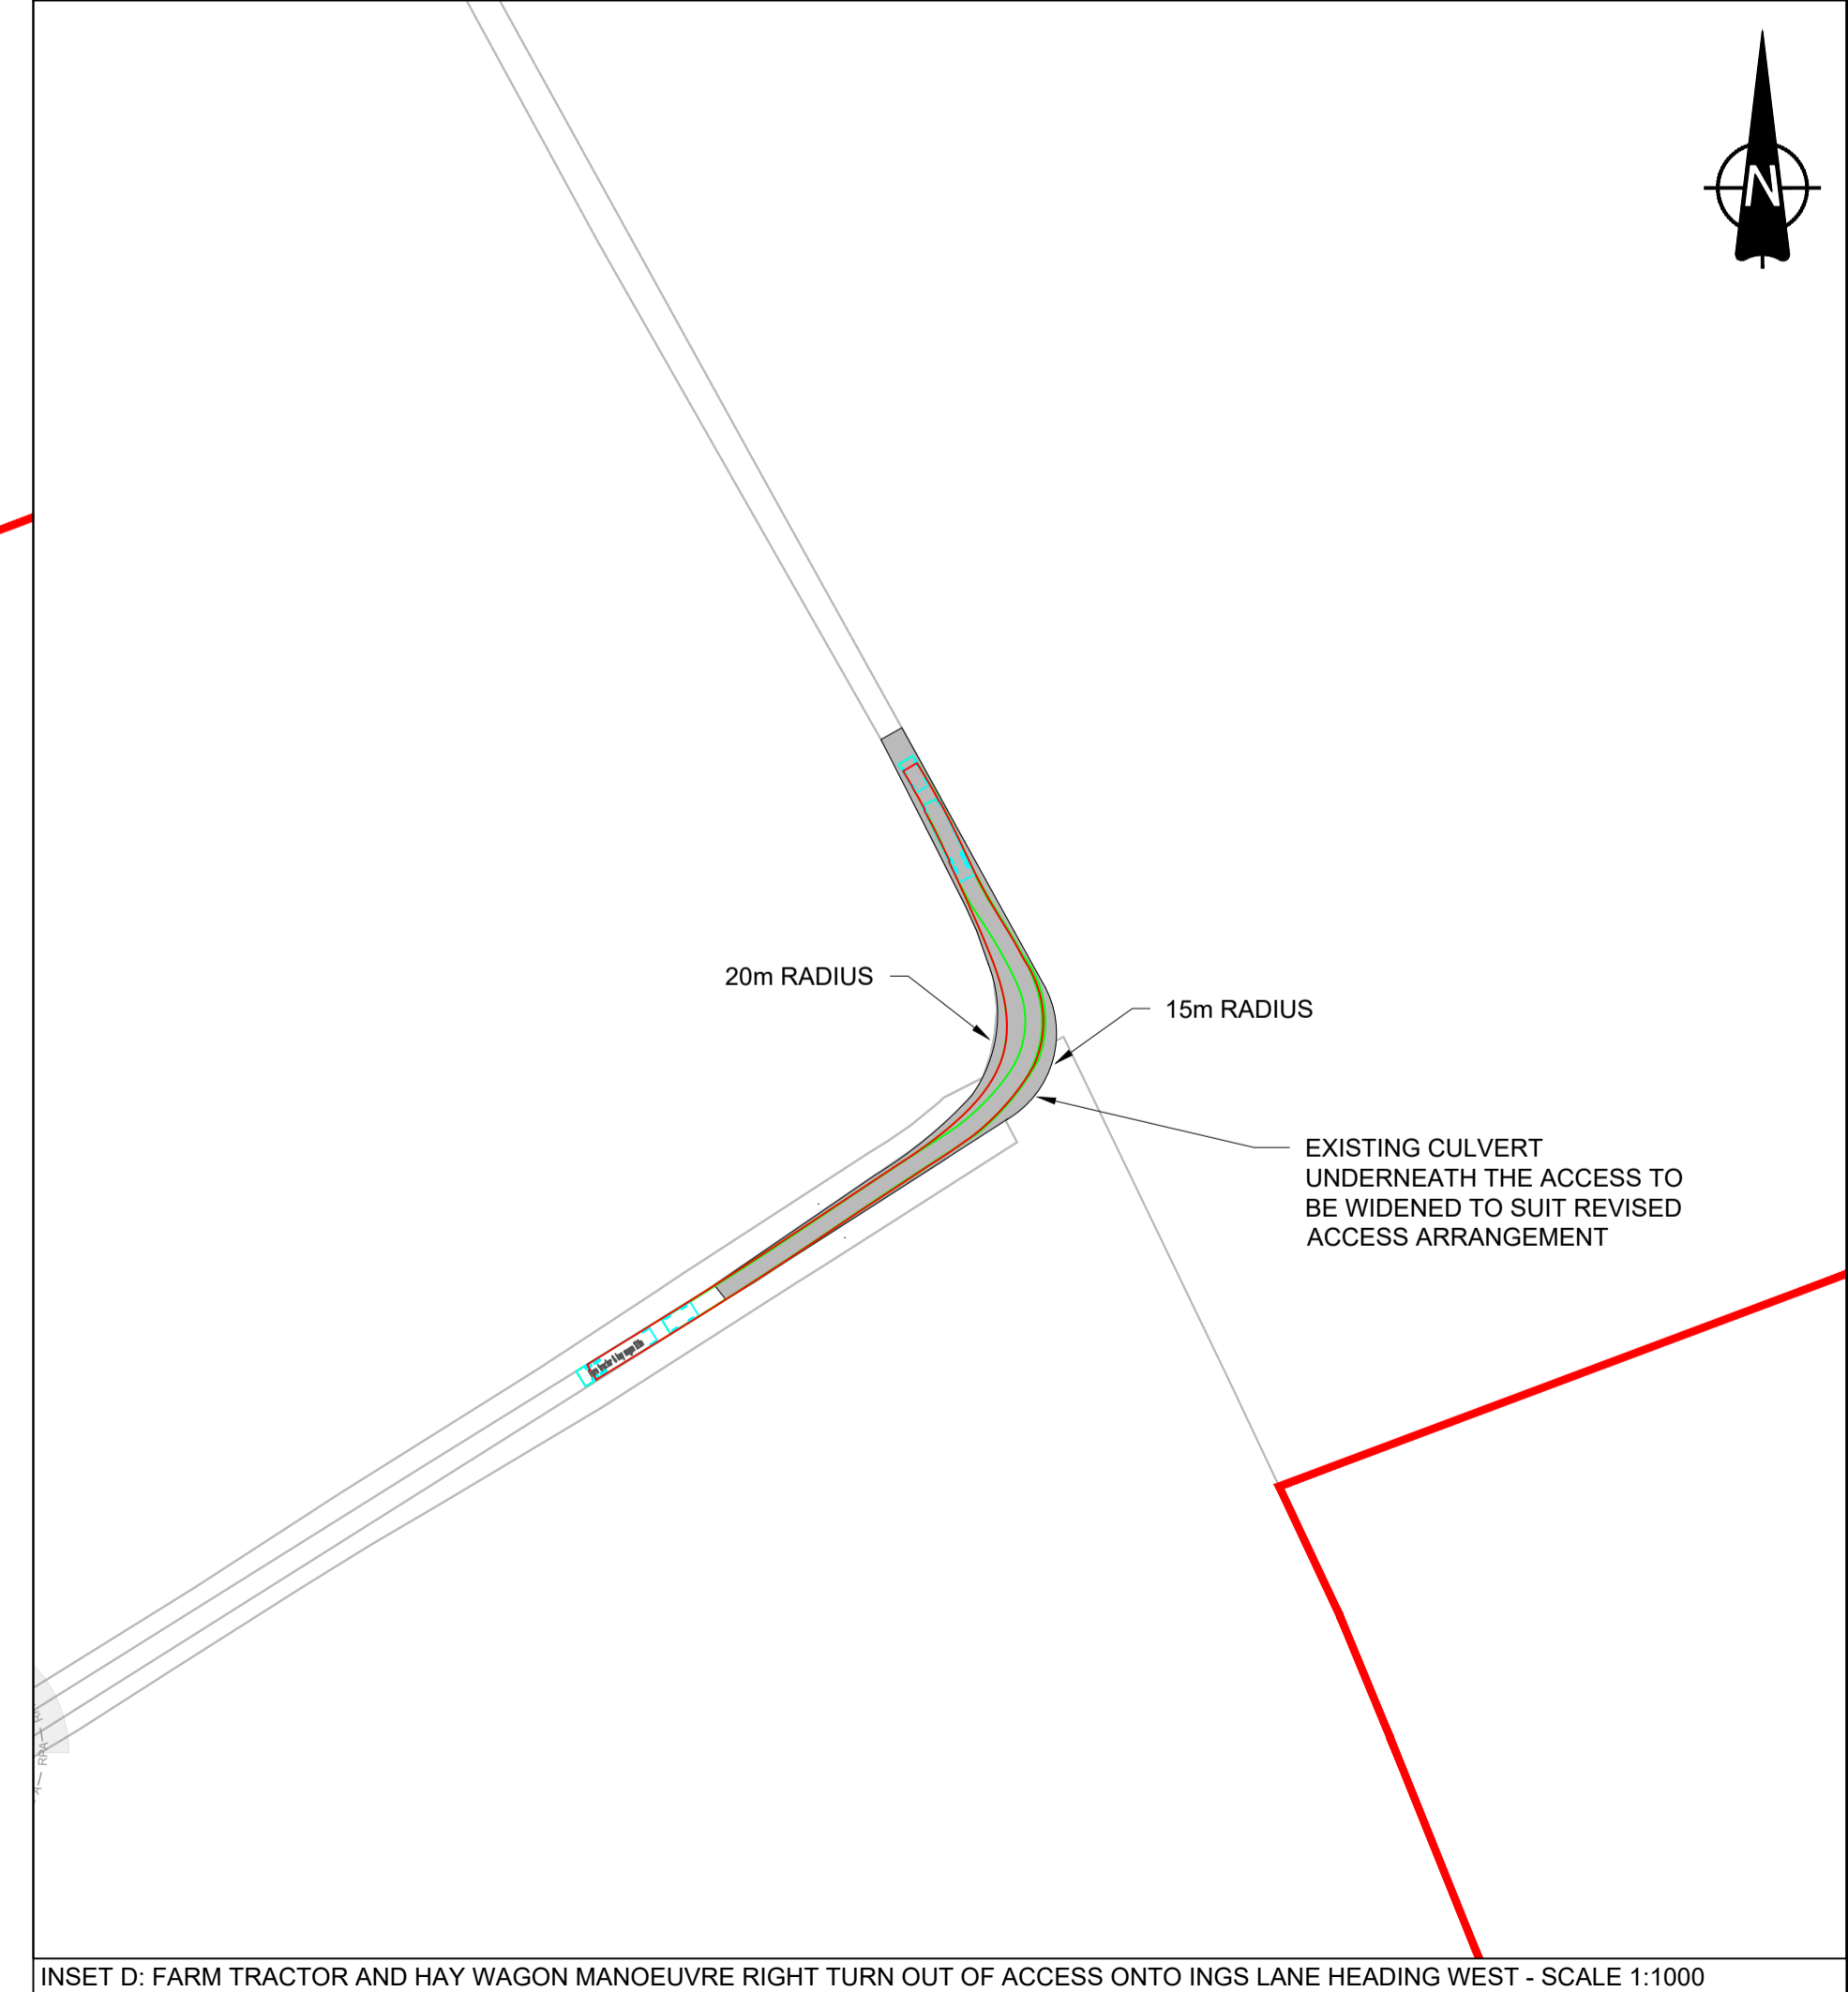 N
20m RADIUS
15m RADIUS
EXISTING CULVERT
UNDERNEATH THE ACCESS TO
BE WIDENED TO SUIT REVISED
ACCESS ARRANGEMENT
RPA
INSET D: FARM TRACTOR AND HAY WAGON MANOEUVRE RIGHT TURN OUT OF ACCESS ONTO INGS LANE HEADING WEST - SCALE 1:1000